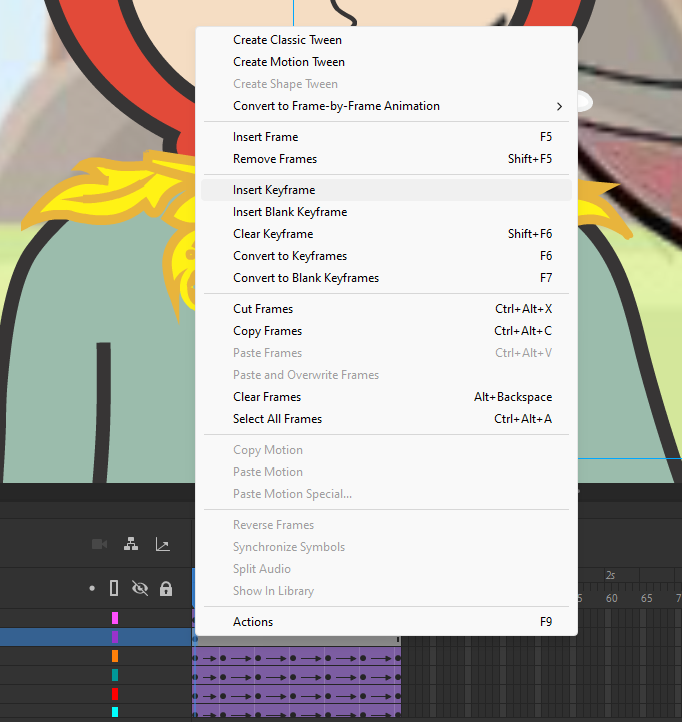 Create Classic Tween
Create Motion Tween
Create Shape Tween
Convert to Frame-by-Frame Animation
Insert Frame F5
Remove Frames Shift+F5
Insert Keyframe
Insert Blank Keyframe
Clear Keyframe Shift+F6
Convert to Keyframes F6
Convert to Blank Keyframes F7
Cut Frames Ctrl+Alt+X
Copy Frames Ctrl+Alt+C
Paste Frames Ctrl+Alt+V
Paste and Overwrite Frames
Clear Frames Alt+Backspace
Select All Frames Ctrl+Alt+A
Copy Motion
Paste Motion
Paste Motion Special...
Reverse Frames
Synchronize Symbols
Split Audio
Show In Library
2s
60 65
Actions F9